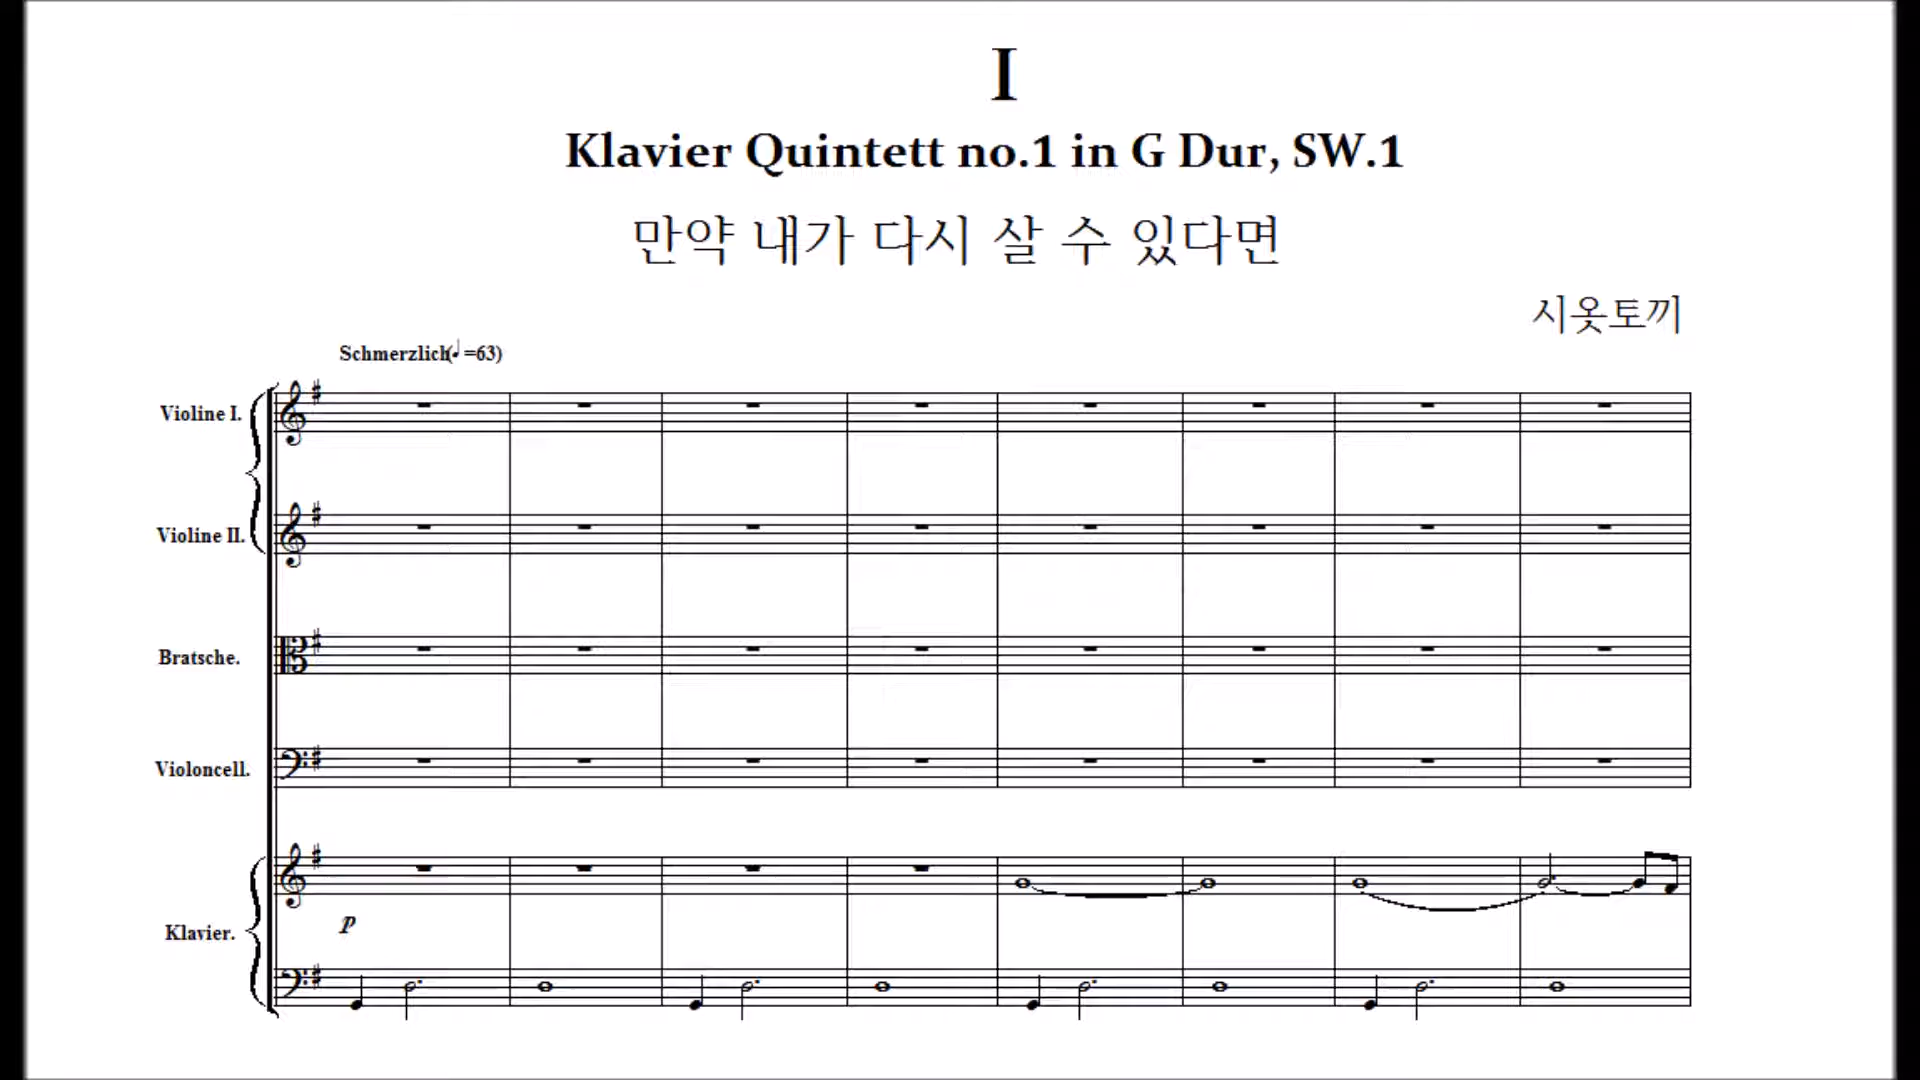 I
Klavier Quintett no.1 in G Dur, SW.1
만약 내가 다시 살 수 있다면
시옷토끼
Schmerzlich(♩=63)
Violine I.
Violine II.
Bratsche.
Violoncell.
Klavier.
p